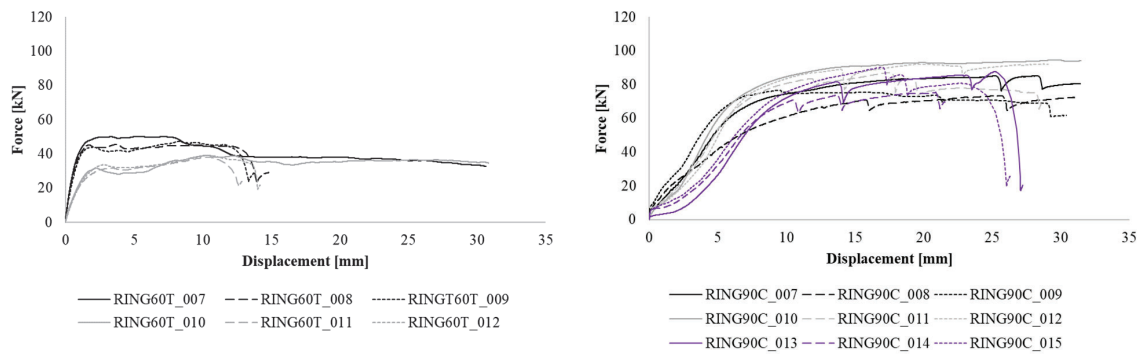 120
100
80
60
40
20
0
Force [kN]
0 5 10 15 20 25 30 35
Displacement [mm]
RING60T_007 RING60T_008 RINGT60T_009
RING60T_010 RING60T_011 RING60T_012
120
100
80
60
40
20
0
Force [kN]
0 5 10 15 20 25 30 35
Displacement [mm]
RING90C_007 RING90C_008 RING90C_009
RING90C_010 RING90C_011 RING90C_012
RING90C_013 RING90C_014 RING90C_015